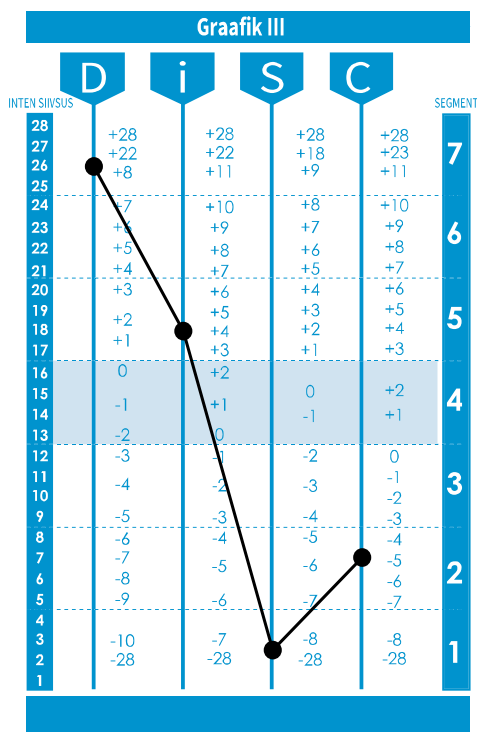 Graafik III
D i S C
INTENSIIVSUS SEGMENT
28 +28 +28 +28 +28
27 +22 +22 +18 +23 7
26 +8 +11 +9 +11
25
24 +7 +10 +8 +10
23 +6 +9 +7 +9 6
22 +5 +8 +6 +8
21 +4 +7 +5 +7
20 +3 +6 +4 +6
19 +2 +5 +3 +5 5
18 +4 +2 +4
17 +1 +3 +1 +3
16 0 +2
15 0 +2 4
14 -1 +1 -1 +1
13 -2 0
12 -3 -1 -2 0
11 -4 -2 -3 -1 3
10 -2
9 -5 -3 -4 -3
8 -6 -4 -5 -4
7 -7 -5 -6 -5 2
6 -8 -6
5 -9 -6 -7 -7
4
3 -10 -7 -8 -8 1
2 -28 -28 -28 -28
1